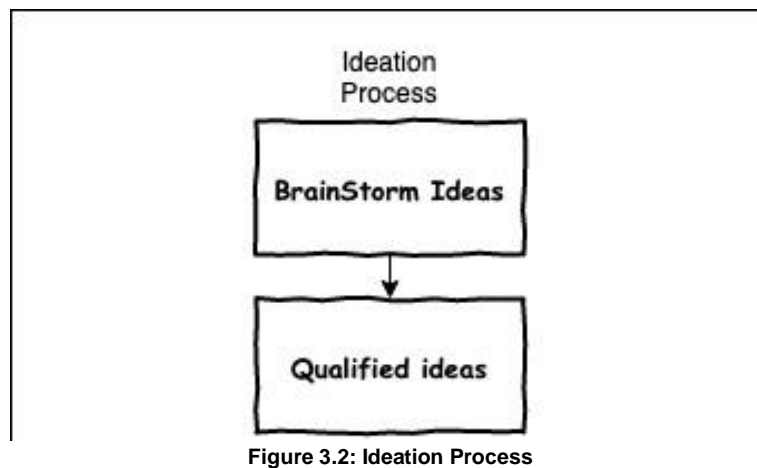 Ideation
Process
BrainStorm Ideas
Qualified ideas
Figure 3.2: Ideation Process